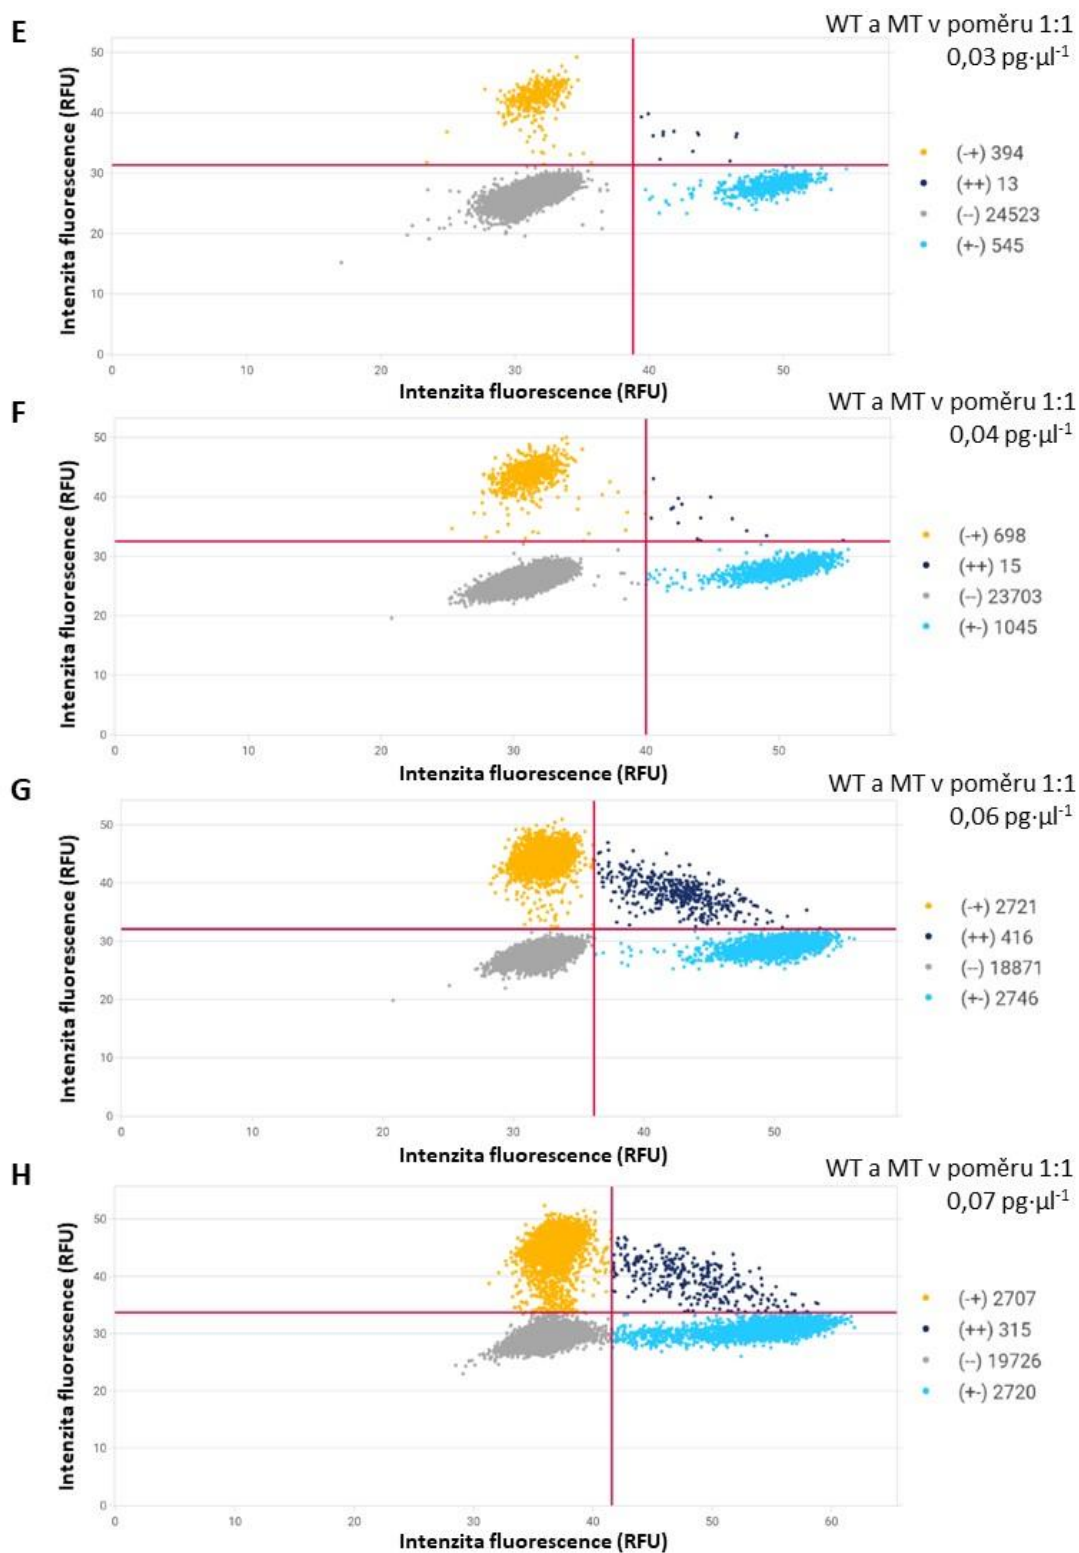 E
WT a MT v poměru 1:1
0,03 pg·µl⁻¹
Intenzita fluorescence (RFU)
50
40
30
20
10
0
(-+) 394
(++) 13
(--) 24523
(+-) 545
0 10 20 30 40 50
Intenzita fluorescence (RFU)
F
WT a MT v poměru 1:1
0,04 pg·µl⁻¹
Intenzita fluorescence (RFU)
50
40
30
20
10
0
(-+) 698
(++) 15
(--) 23703
(+-) 1045
0 10 20 30 40 50
Intenzita fluorescence (RFU)
G
WT a MT v poměru 1:1
0,06 pg·µl⁻¹
Intenzita fluorescence (RFU)
50
40
30
20
10
0
(-+) 2721
(++) 416
(--) 18871
(+-) 2746
0 10 20 30 40 50
Intenzita fluorescence (RFU)
H
WT a MT v poměru 1:1
0,07 pg·µl⁻¹
Intenzita fluorescence (RFU)
50
40
30
20
10
0
(-+) 2707
(++) 315
(--) 19726
(+-) 2720
0 10 20 30 40 50 60
Intenzita fluorescence (RFU)